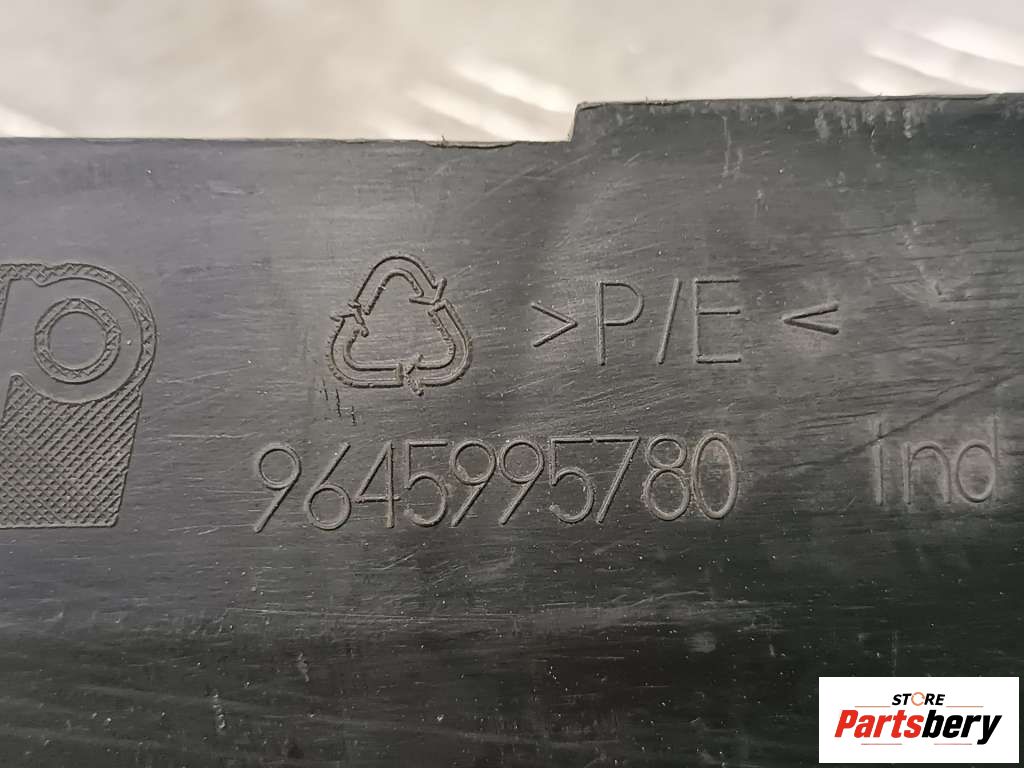 >P/E<
9645995780 Ind
STORE
Partsbery